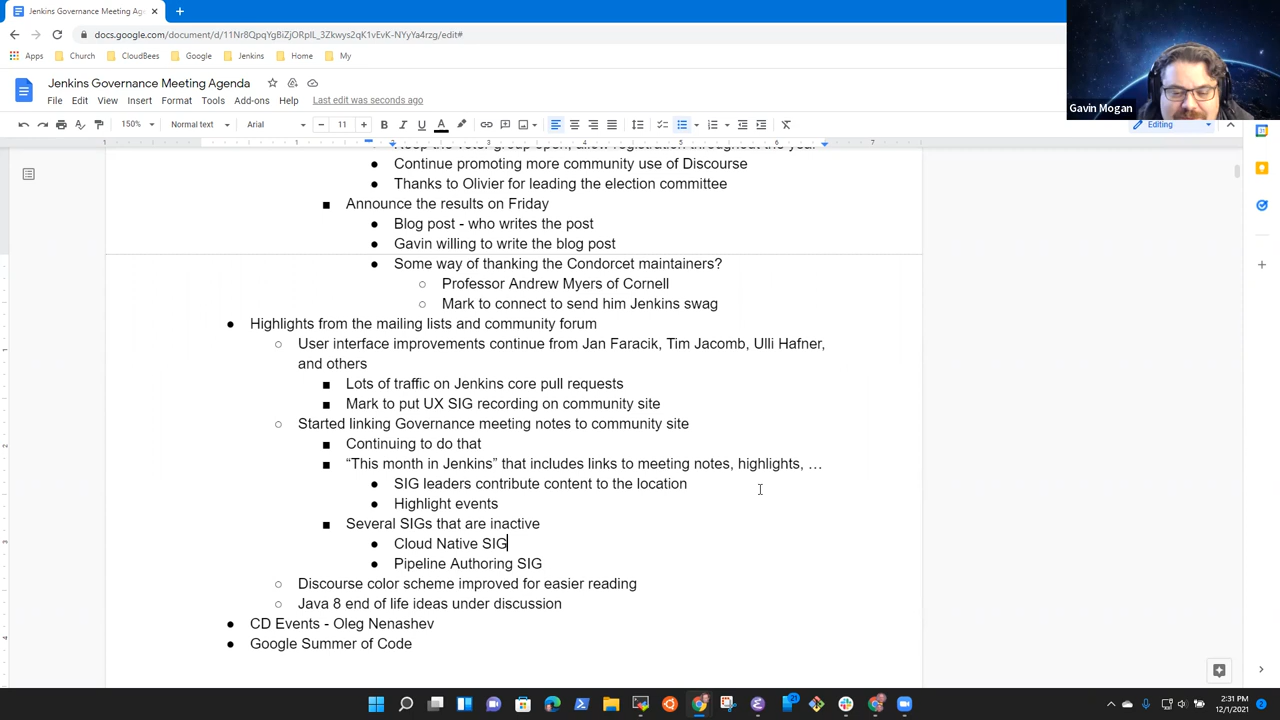 Jenkins Governance Meeting Ag
docs.google.com/document/d/11Nr8QpqYgBiZjORpIL_3Zkwys2qK1vEvK-NYyYa4rzg/edit#
Apps Church CloudBees Google Jenkins Home My
Gavin Mogan
Jenkins Governance Meeting Agenda
File Edit View Insert Format Tools Add-ons Help Last edit was seconds ago
150% Normal text Arial 11 Editing
Keep the voter group open, allow registration throughout the year
Continue promoting more community use of Discourse
Thanks to Olivier for leading the election committee
Announce the results on Friday
Blog post - who writes the post
Gavin willing to write the blog post
Some way of thanking the Condorcet maintainers?
Professor Andrew Myers of Cornell
Mark to connect to send him Jenkins swag
Highlights from the mailing lists and community forum
User interface improvements continue from Jan Faracik, Tim Jacomb, Ulli Hafner,
and others
Lots of traffic on Jenkins core pull requests
Mark to put UX SIG recording on community site
Started linking Governance meeting notes to community site
Continuing to do that
“This month in Jenkins” that includes links to meeting notes, highlights, …
SIG leaders contribute content to the location
Highlight events
Several SIGs that are inactive
Cloud Native SIG
Pipeline Authoring SIG
Discourse color scheme improved for easier reading
Java 8 end of life ideas under discussion
CD Events - Oleg Nenashev
Google Summer of Code
2:31 PM
12/1/2021